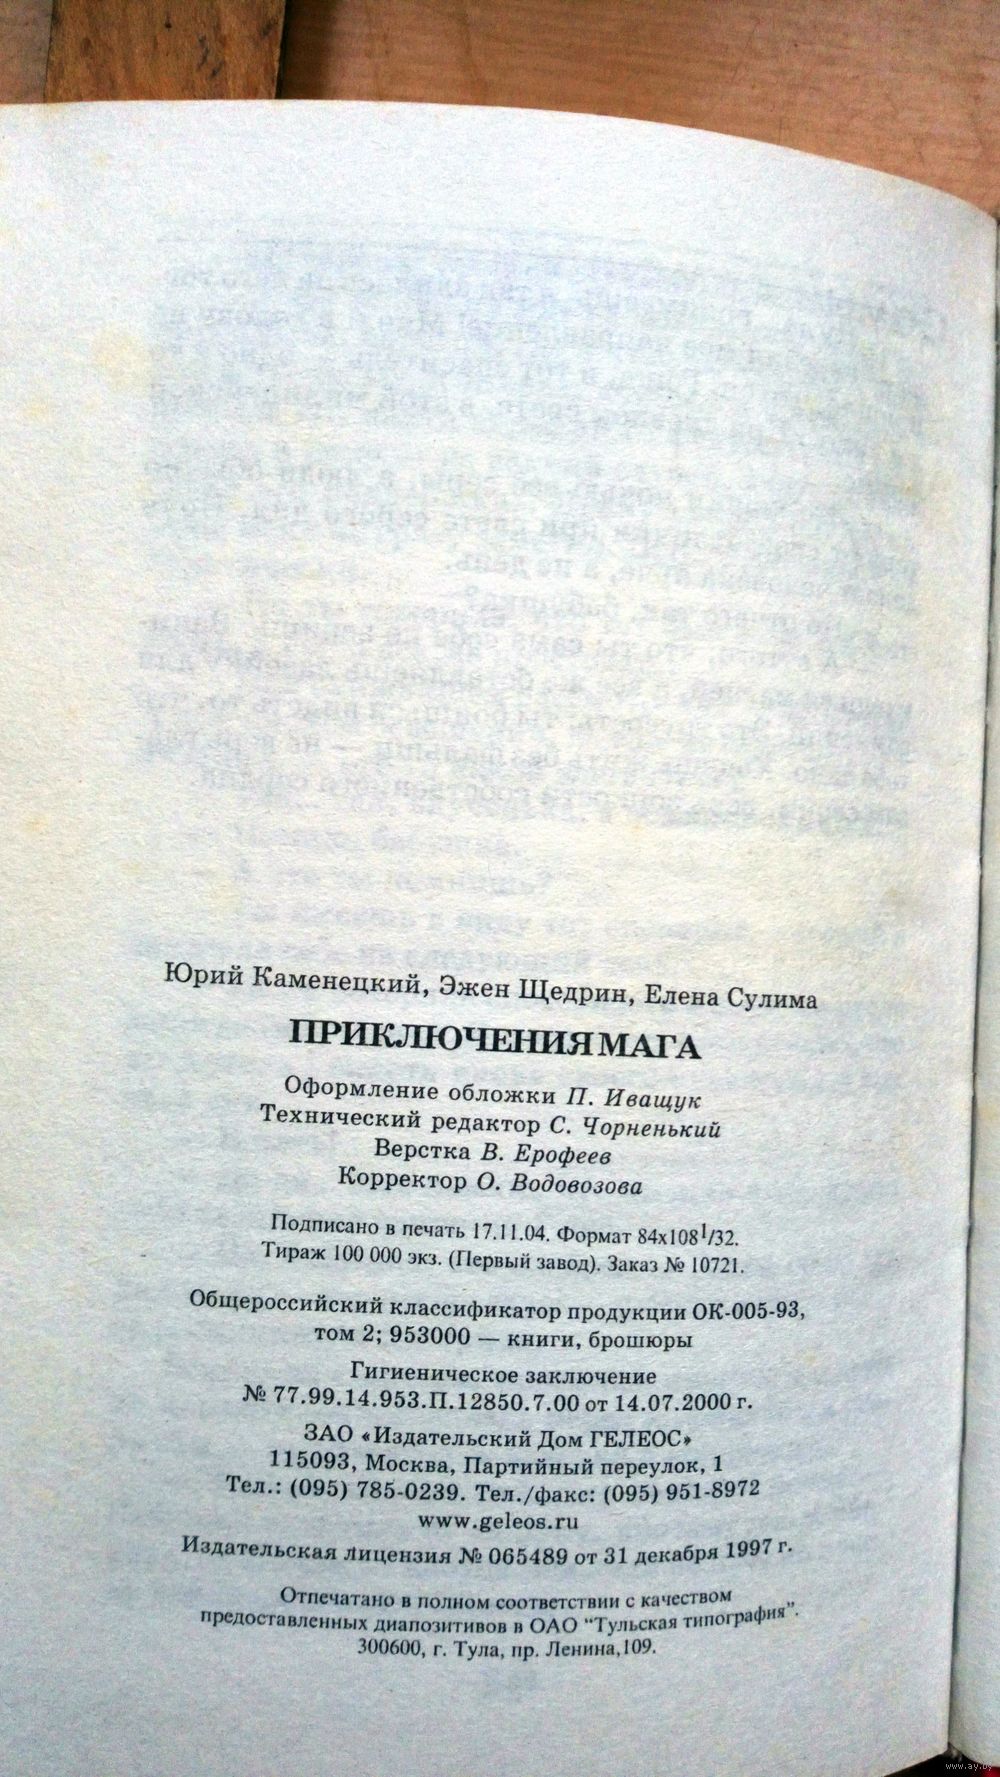 Юрий Каменецкий, Эжен Щедрин, Елена Сулима
ПРИКЛЮЧЕНИЯ МАГА
Оформление обложки П. Иващук
Технический редактор С. Чорненький
Верстка В. Ерофеев
Корректор О. Водовозова
Подписано в печать 17.11.04. Формат 84x108 1/32.
Тираж 100 000 экз. (Первый завод). Заказ № 10721.
Общероссийский классификатор продукции ОК-005-93,
том 2; 953000 — книги, брошюры
Гигиеническое заключение
№ 77.99.14.953.П.12850.7.00 от 14.07.2000 г.
ЗАО «Издательский Дом ГЕЛЕОС»
115093, Москва, Партийный переулок, 1
Тел.: (095) 785-0239. Тел./факс: (095) 951-8972
www.geleos.ru
Издательская лицензия № 065489 от 31 декабря 1997 г.
Отпечатано в полном соответствии с качеством
предоставленных диапозитивов в ОАО "Тульская типография".
300600, г. Тула, пр. Ленина,109.
www.ay.by